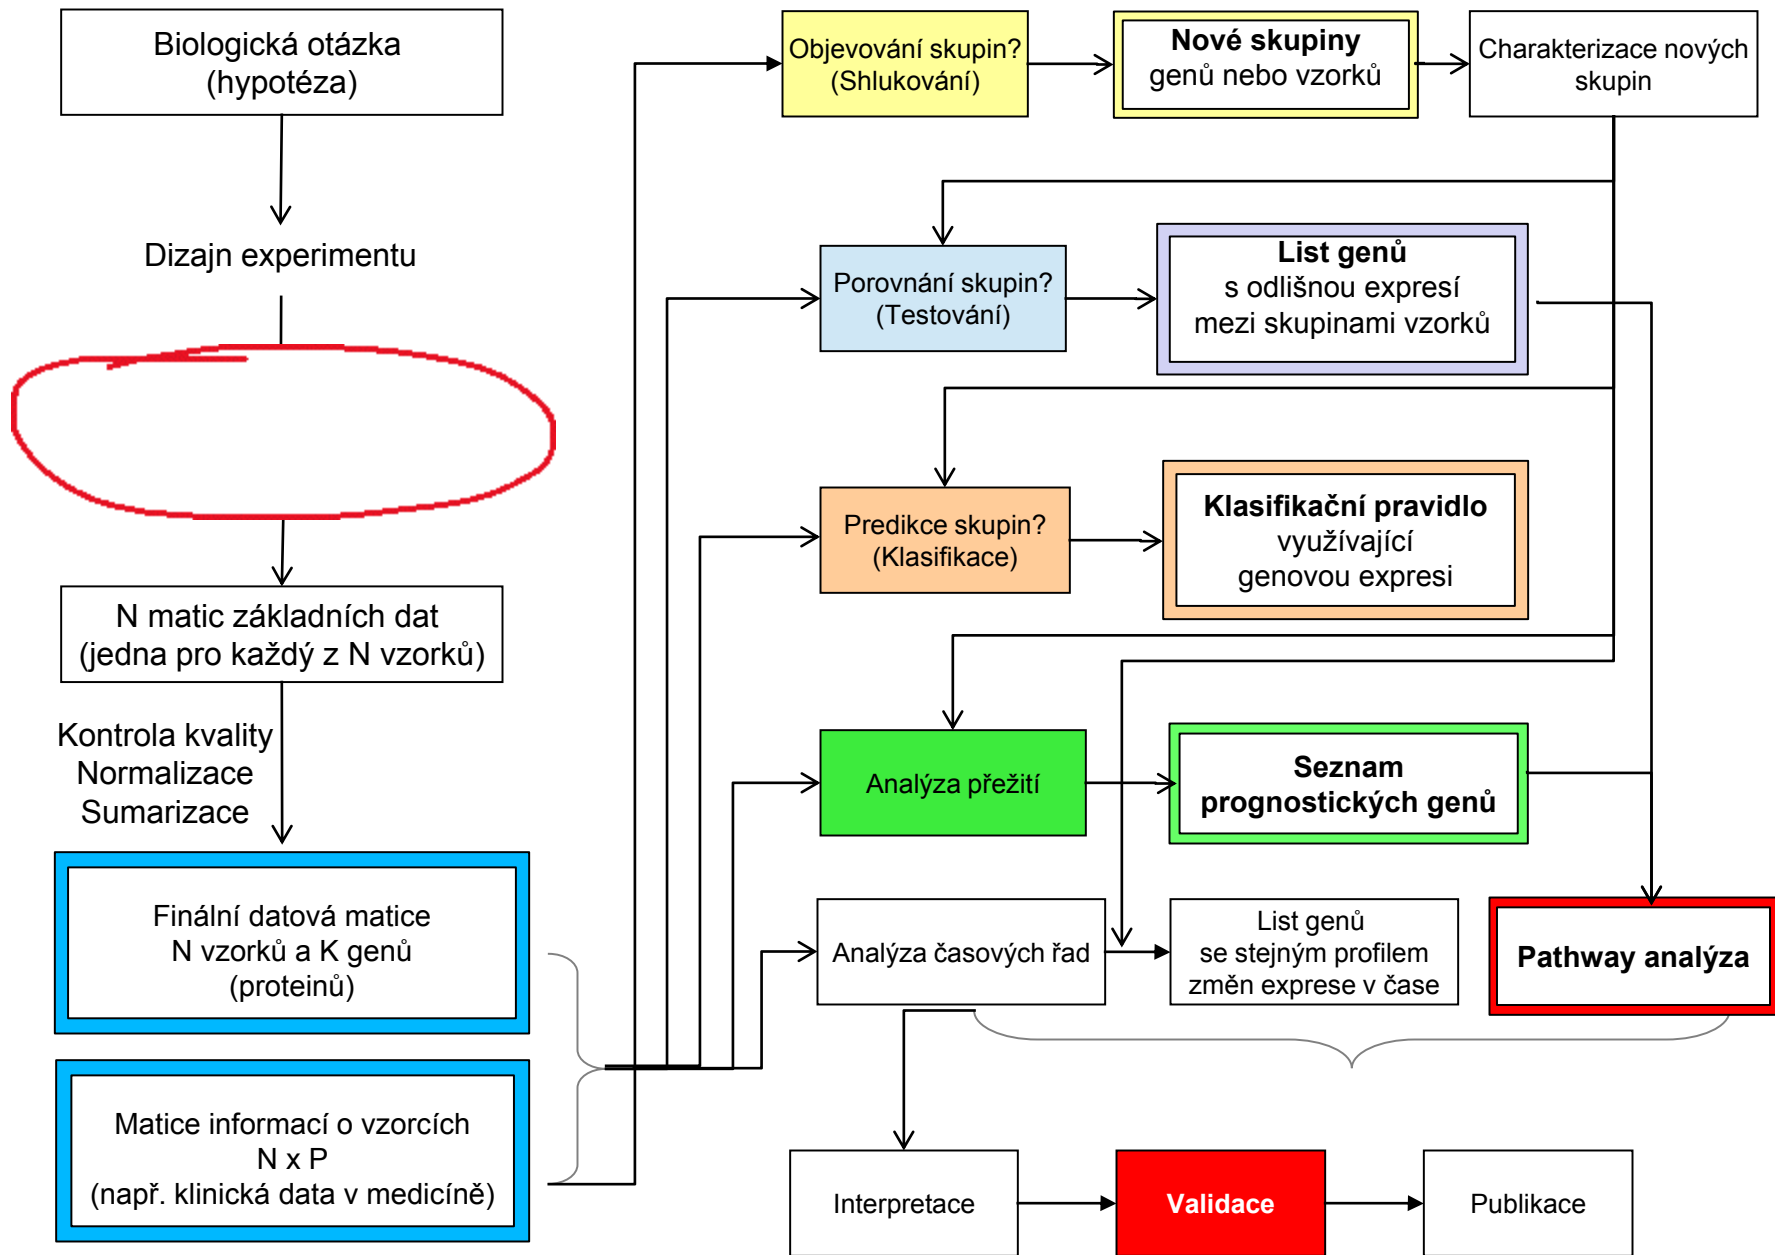 Biologická otázka
(hypotéza)
Dizajn experimentu
N matic základních dat
(jedna pro každý z N vzorků)
Kontrola kvality
Normalizace
Sumarizace
Finální datová matice
N vzorků a K genů
(proteinů)
Matice informací o vzorcích
N x P
(např. klinická data v medicíně)
Objevování skupin?
(Shlukování)
Nové skupiny
genů nebo vzorků
Charakterizace nových
skupin
Porovnání skupin?
(Testování)
List genů
s odlišnou expresí
mezi skupinami vzorků
Predikce skupin?
(Klasifikace)
Klasifikační pravidlo
využívající
genovou expresi
Analýza přežití
Seznam
prognostických genů
Analýza časových řad
List genů
se stejným profilem
změn exprese v čase
Pathway analýza
Interpretace
Validace
Publikace